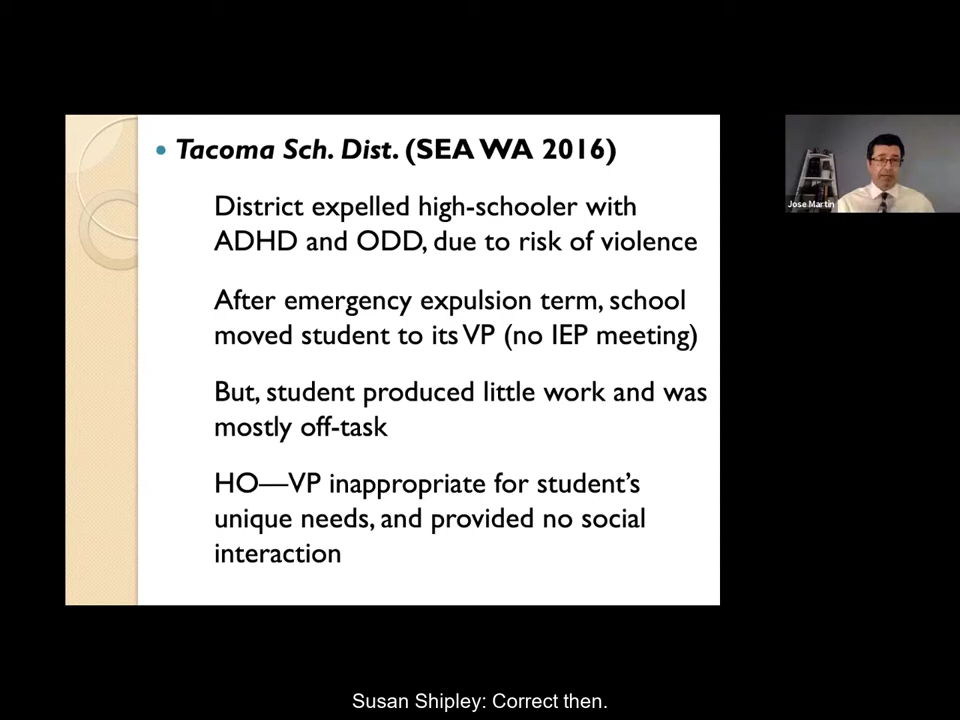 Tacoma Sch. Dist. (SEA WA 2016)
District expelled high-schooler with
ADHD and ODD, due to risk of violence
After emergency expulsion term, school
moved student to its VP (no IEP meeting)
But, student produced little work and was
mostly off-task
HO—VP inappropriate for student's
unique needs, and provided no social
interaction
Jose Martin
Susan Shipley: Correct then.